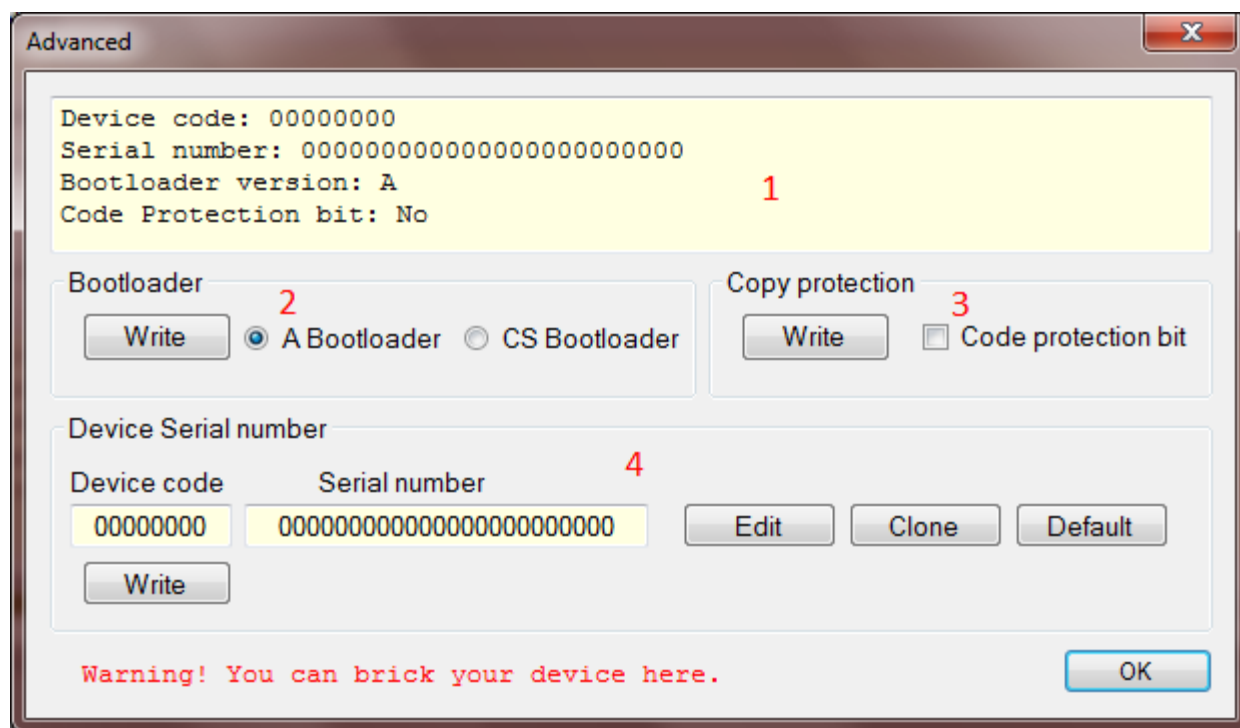 Advanced
X
Device code: 00000000
Serial number: 000000000000000000000000
Bootloader version: A
Code Protection bit: No
1
Bootloader
Write
A Bootloader
CS Bootloader
2
Copy protection
Write
Code protection bit
3
Device Serial number
4
Device code
Serial number
00000000
000000000000000000000000
Edit
Clone
Default
Write
Warning! You can brick your device here.
OK